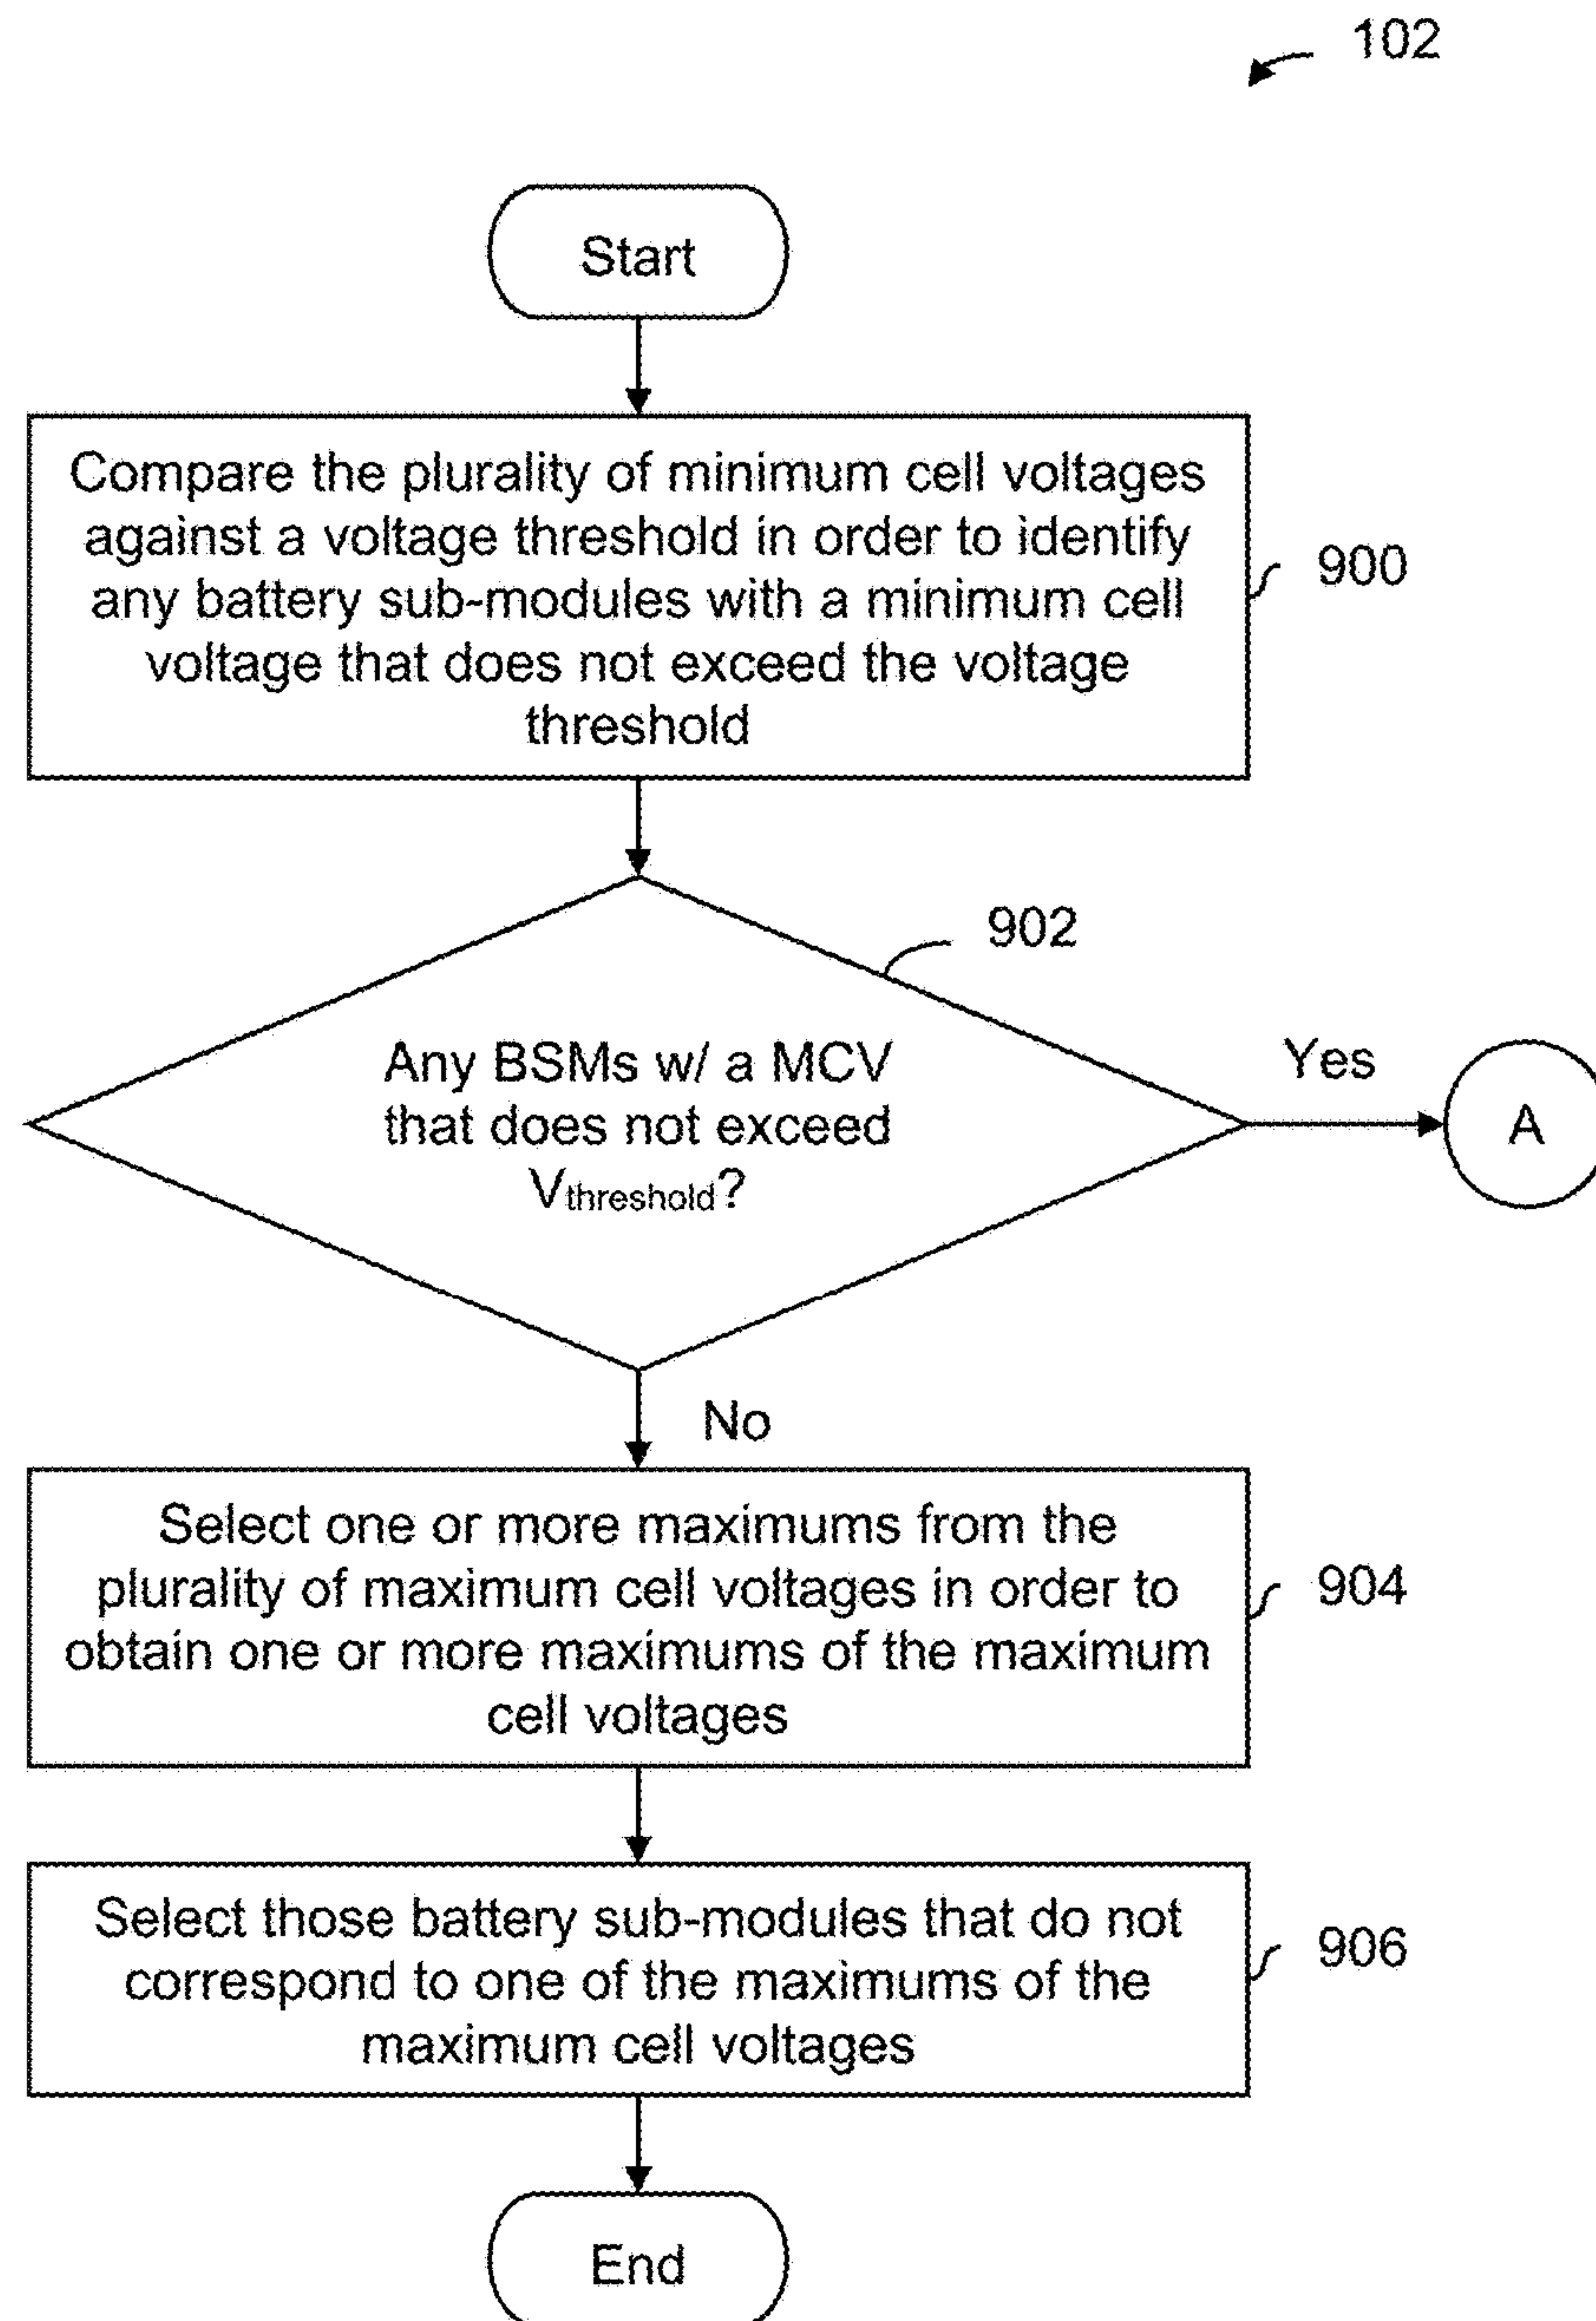 102
Start
Compare the plurality of minimum cell voltages
against a voltage threshold in order to identify
any battery sub-modules with a minimum cell
voltage that does not exceed the voltage
threshold
900
902
Any BSMs w/ a MCV
that does not exceed
Vthreshold?
Yes
A
No
Select one or more maximums from the
plurality of maximum cell voltages in order to
obtain one or more maximums of the maximum
cell voltages
904
Select those battery sub-modules that do not
correspond to one of the maximums of the
maximum cell voltages
906
End